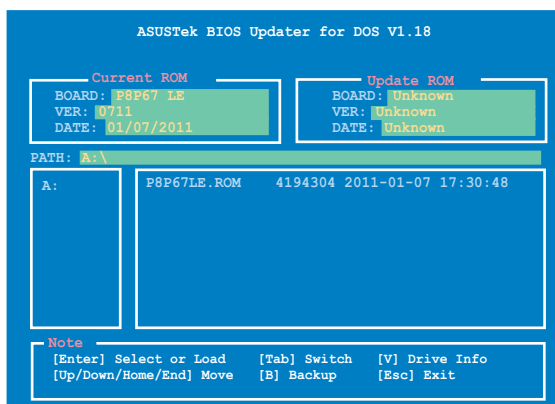 ASUSTek BIOS Updater for DOS V1.18
Current ROM
BOARD: P8P67 LE
VER: 0711
DATE: 01/07/2011
Update ROM
BOARD: Unknown
VER: Unknown
DATE: Unknown
PATH: A:\
A:
P8P67LE.ROM 4194304 2011-01-07 17:30:48
Note
[Enter] Select or Load [Tab] Switch [V] Drive Info
[Up/Down/Home/End] Move [B] Backup [Esc] Exit